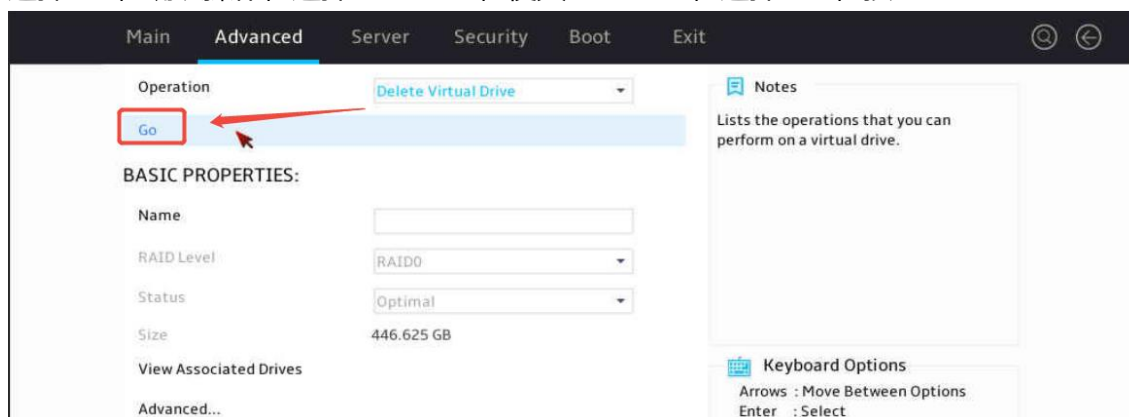 Main Advanced Server Security Boot Exit
Operation Delete Virtual Drive
Go
BASIC PROPERTIES:
Name
RAID Level RAID0
Status Optimal
Size 446.625 GB
View Associated Drives
Advanced...
Notes
Lists the operations that you can
perform on a virtual drive.
Keyboard Options
Arrows : Move Between Options
Enter : Select